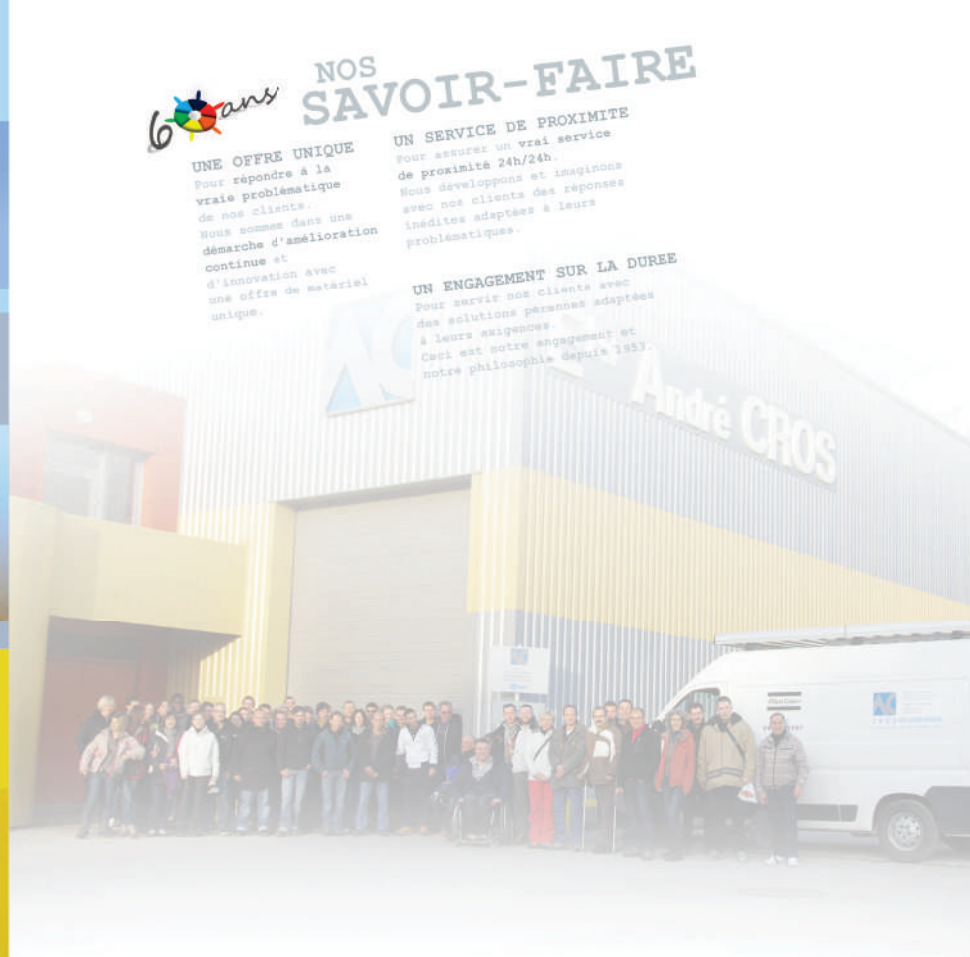 60 ans
NOS
SAVOIR-FAIRE
UNE OFFRE UNIQUE
Pour répondre à la
vraie problématique
de nos clients.
Nous sommes dans une
démarche d'amélioration
continue et
d'innovation avec
une offre de matériel
unique.
UN SERVICE DE PROXIMITE
Pour assurer un vrai service
de proximité 24h/24h.
Nous développons et imaginons
avec nos clients des réponses
inédites adaptées à leurs
problématiques.
UN ENGAGEMENT SUR LA DUREE
Pour servir nos clients avec
des solutions pérennes adaptées
à leurs exigences.
Ceci est notre engagement et
notre philosophie depuis 1953.
AC
André CROS
Atlas Copco
AC